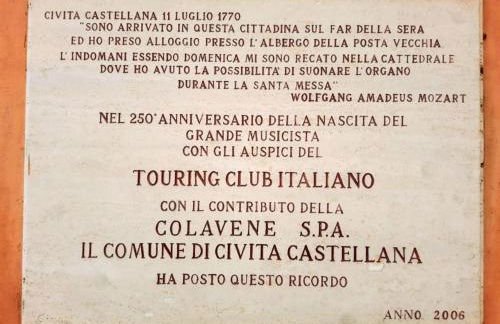 CIVITA CASTELLANA 11 LUGLIO 1770
"SONO ARRIVATO IN QUESTA CITTADINA SUL FAR DELLA SERA
ED HO PRESO ALLOGGIO PRESSO L'ALBERGO DELLA POSTA VECCHIA.
L'INDOMANI ESSENDO DOMENICA MI SONO RECATO NELLA CATTEDRALE
DOVE HO AVUTO LA POSSIBILITA' DI SUONARE L'ORGANO
DURANTE LA SANTA MESSA"
WOLFGANG AMADEUS MOZART
NEL 250° ANNIVERSARIO DELLA NASCITA DEL
GRANDE MUSICISTA
CON GLI AUSPICI DEL
TOURING CLUB ITALIANO
CON IL CONTRIBUTO DELLA
COLAVENE S.P.A.
IL COMUNE DI CIVITA CASTELLANA
HA POSTO QUESTO RICORDO
ANNO 2006